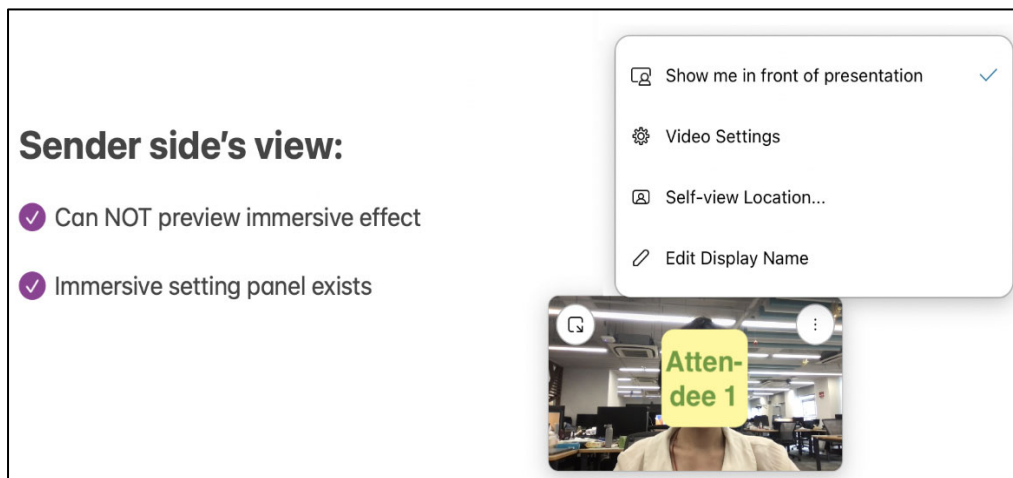 Sender side’s view:
Can NOT preview immersive effect
Immersive setting panel exists
Show me in front of presentation
Video Settings
Self-view Location...
Edit Display Name
Atten-
dee 1